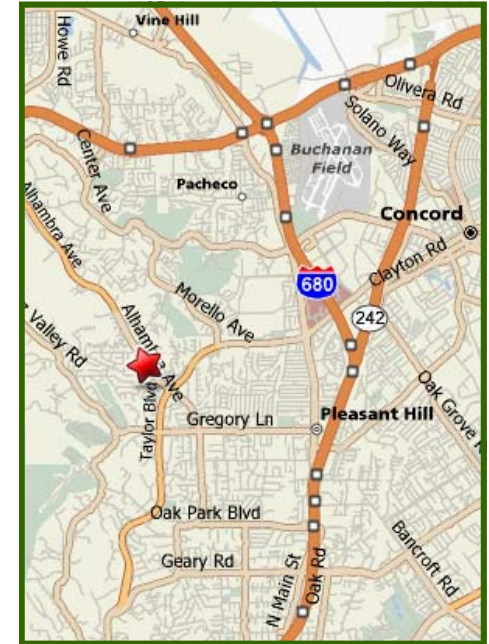 Vine Hill
Howe Rd
Olivera Rd
Solano Way
Buchanan
Field
Center Ave
Pacheco
Alhambra Ave
Concord
Clayton Rd
680
242
Morello Ave
Alhambra Ave
Valley Rd
Taylor Blvd
Gregory Ln
Pleasant Hill
Oak Grove
Oak Park Blvd
Geary Rd
N Main St
Oak Rd
Bancroft Rd